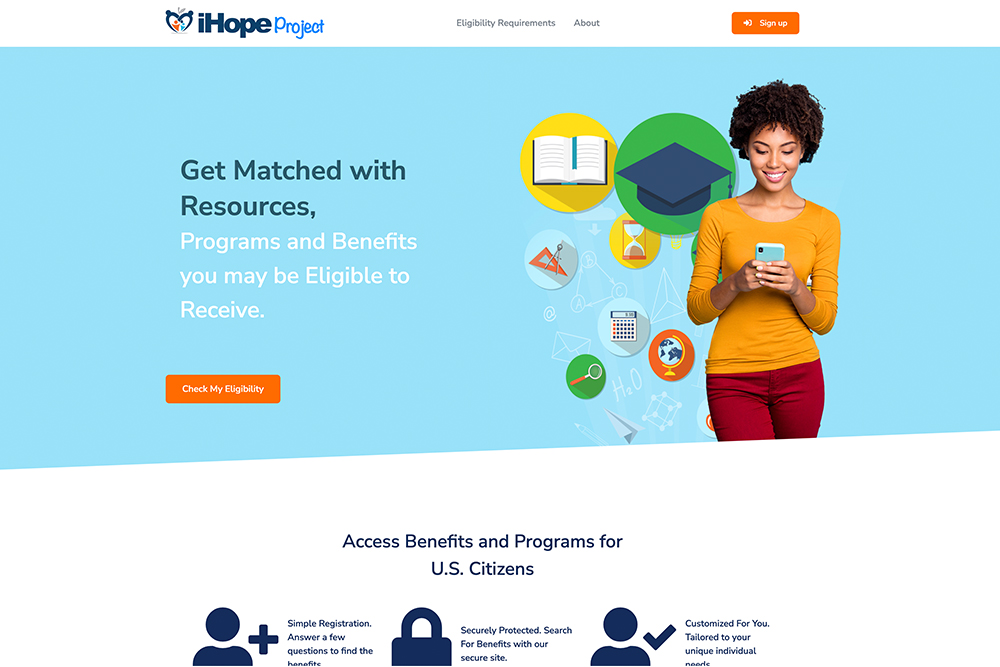 iHope Project
Eligibility Requirements
About
Sign up
Get Matched with
Resources,
Programs and Benefits
you may be Eligible to
Receive.
Check My Eligibility
@
A
B
C
H₂O
Access Benefits and Programs for
U.S. Citizens
Simple Registration.
Answer a few
questions to find the
benefits
Securely Protected. Search
For Benefits with our
secure site.
Customized For You.
Tailored to your
unique individual
needs